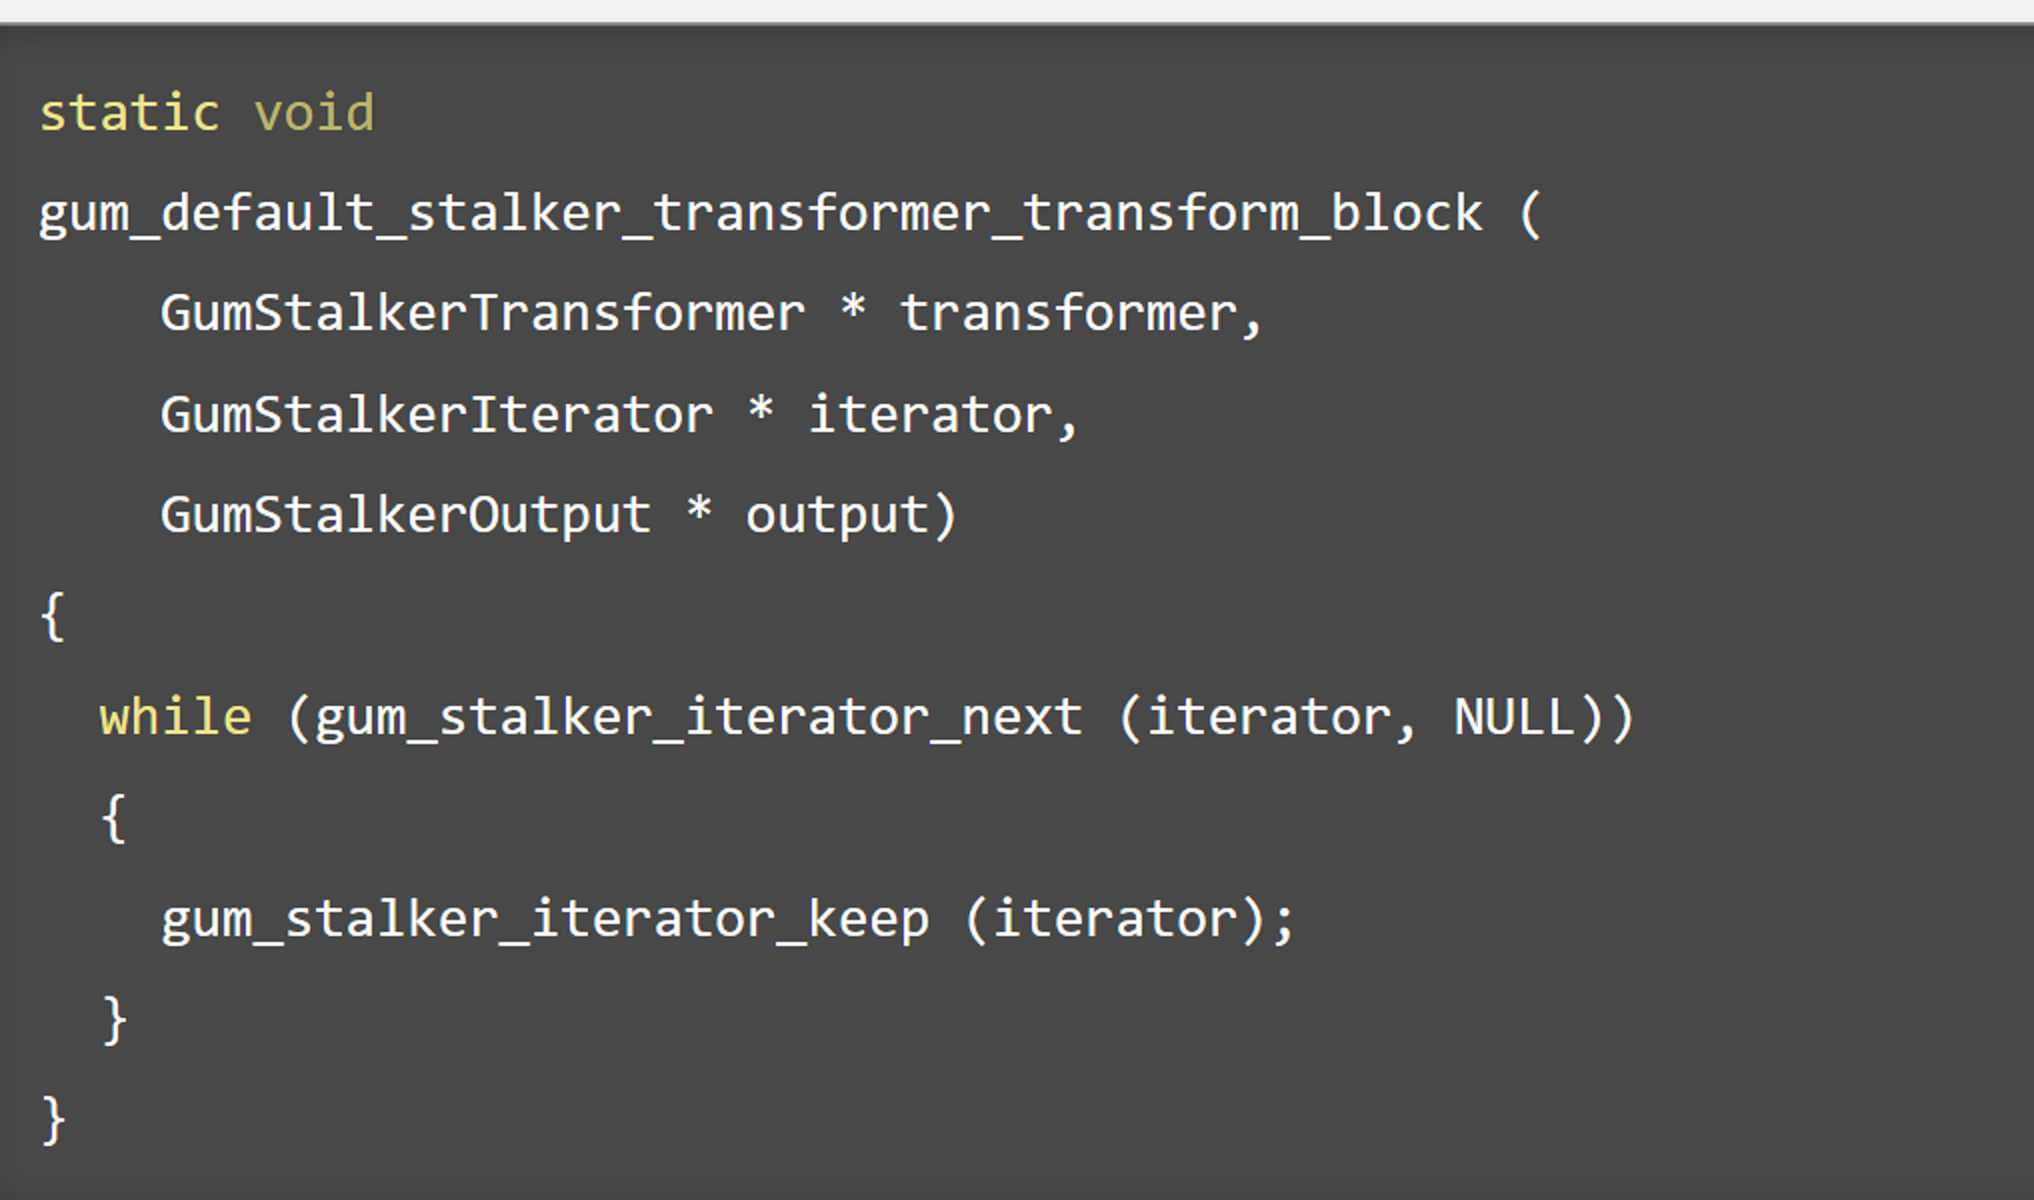 static void
gum_default_stalker_transformer_transform_block (
    GumStalkerTransformer * transformer,
    GumStalkerIterator * iterator,
    GumStalkerOutput * output)
{
  while (gum_stalker_iterator_next (iterator, NULL))
  {
    gum_stalker_iterator_keep (iterator);
  }
}